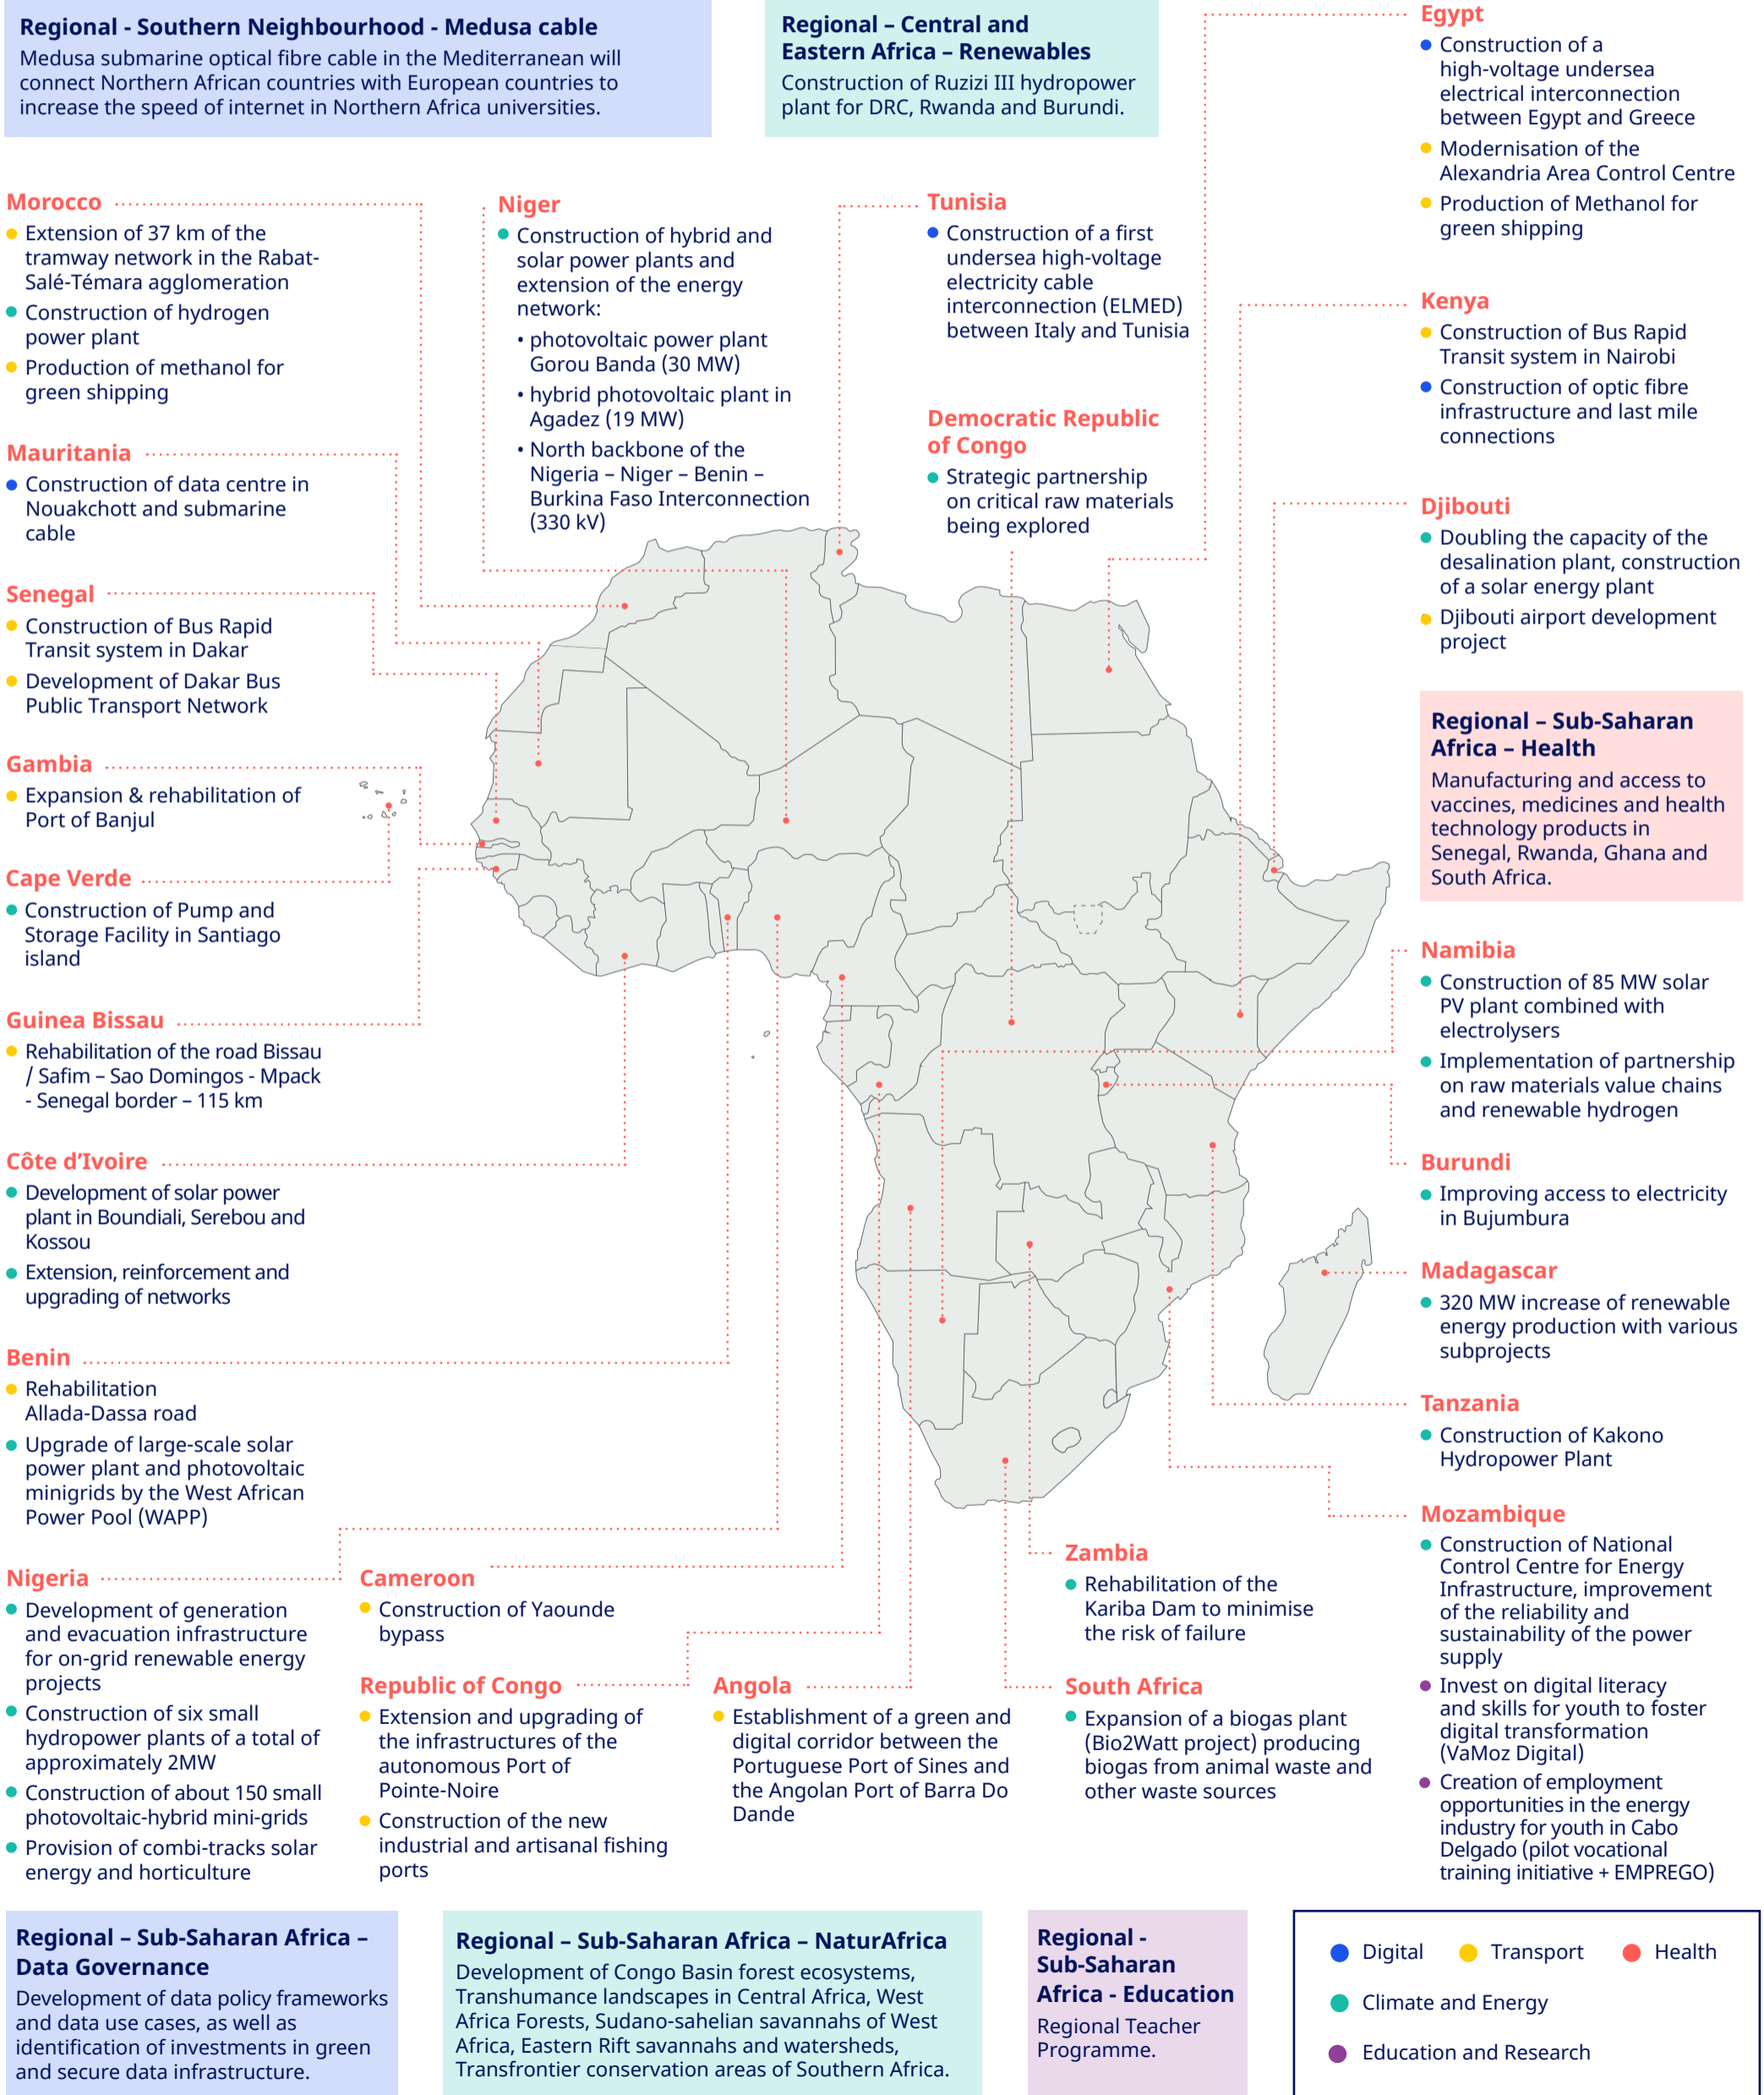 Regional - Southern Neighbourhood - Medusa cable
Medusa submarine optical fibre cable in the Mediterranean will
connect Northern African countries with European countries to
increase the speed of internet in Northern Africa universities.
Regional – Central and
Eastern Africa – Renewables
Construction of Ruzizi III hydropower
plant for DRC, Rwanda and Burundi.
Egypt
Construction of a
high-voltage undersea
electrical interconnection
between Egypt and Greece
Modernisation of the
Alexandria Area Control Centre
Production of Methanol for
green shipping
Morocco
Extension of 37 km of the
tramway network in the Rabat-
Salé-Témara agglomeration
Construction of hydrogen
power plant
Production of methanol for
green shipping
Niger
Construction of hybrid and
solar power plants and
extension of the energy
network:
• photovoltaic power plant
Gorou Banda (30 MW)
• hybrid photovoltaic plant in
Agadez (19 MW)
• North backbone of the
Nigeria – Niger – Benin –
Burkina Faso Interconnection
(330 kV)
Tunisia
Construction of a first
undersea high-voltage
electricity cable
interconnection (ELMED)
between Italy and Tunisia
Democratic Republic
of Congo
Strategic partnership
on critical raw materials
being explored
Kenya
Construction of Bus Rapid
Transit system in Nairobi
Construction of optic fibre
infrastructure and last mile
connections
Mauritania
Construction of data centre in
Nouakchott and submarine
cable
Djibouti
Doubling the capacity of the
desalination plant, construction
of a solar energy plant
Djibouti airport development
project
Senegal
Construction of Bus Rapid
Transit system in Dakar
Development of Dakar Bus
Public Transport Network
Regional – Sub-Saharan
Africa – Health
Manufacturing and access to
vaccines, medicines and health
technology products in
Senegal, Rwanda, Ghana and
South Africa.
Gambia
Expansion & rehabilitation of
Port of Banjul
Cape Verde
Construction of Pump and
Storage Facility in Santiago
island
Namibia
Construction of 85 MW solar
PV plant combined with
electrolysers
Implementation of partnership
on raw materials value chains
and renewable hydrogen
Guinea Bissau
Rehabilitation of the road Bissau
/ Safim – Sao Domingos - Mpack
- Senegal border – 115 km
Burundi
Improving access to electricity
in Bujumbura
Côte d’Ivoire
Development of solar power
plant in Boundiali, Serebou and
Kossou
Extension, reinforcement and
upgrading of networks
Madagascar
320 MW increase of renewable
energy production with various
subprojects
Benin
Rehabilitation
Allada-Dassa road
Upgrade of large-scale solar
power plant and photovoltaic
minigrids by the West African
Power Pool (WAPP)
Tanzania
Construction of Kakono
Hydropower Plant
Mozambique
Construction of National
Control Centre for Energy
Infrastructure, improvement
of the reliability and
sustainability of the power
supply
Invest on digital literacy
and skills for youth to foster
digital transformation
(VaMoz Digital)
Creation of employment
opportunities in the energy
industry for youth in Cabo
Delgado (pilot vocational
training initiative + EMPREGO)
Nigeria
Development of generation
and evacuation infrastructure
for on-grid renewable energy
projects
Construction of six small
hydropower plants of a total of
approximately 2MW
Construction of about 150 small
photovoltaic-hybrid mini-grids
Provision of combi-tracks solar
energy and horticulture
Cameroon
Construction of Yaounde
bypass
Republic of Congo
Extension and upgrading of
the infrastructures of the
autonomous Port of
Pointe-Noire
Construction of the new
industrial and artisanal fishing
ports
Angola
Establishment of a green and
digital corridor between the
Portuguese Port of Sines and
the Angolan Port of Barra Do
Dande
Zambia
Rehabilitation of the
Kariba Dam to minimise
the risk of failure
South Africa
Expansion of a biogas plant
(Bio2Watt project) producing
biogas from animal waste and
other waste sources
Regional – Sub-Saharan Africa –
Data Governance
Development of data policy frameworks
and data use cases, as well as
identification of investments in green
and secure data infrastructure.
Regional – Sub-Saharan Africa – NaturAfrica
Development of Congo Basin forest ecosystems,
Transhumance landscapes in Central Africa, West
Africa Forests, Sudano-sahelian savannahs of West
Africa, Eastern Rift savannahs and watersheds,
Transfrontier conservation areas of Southern Africa.
Regional -
Sub-Saharan
Africa - Education
Regional Teacher
Programme.
Digital
Transport
Health
Climate and Energy
Education and Research